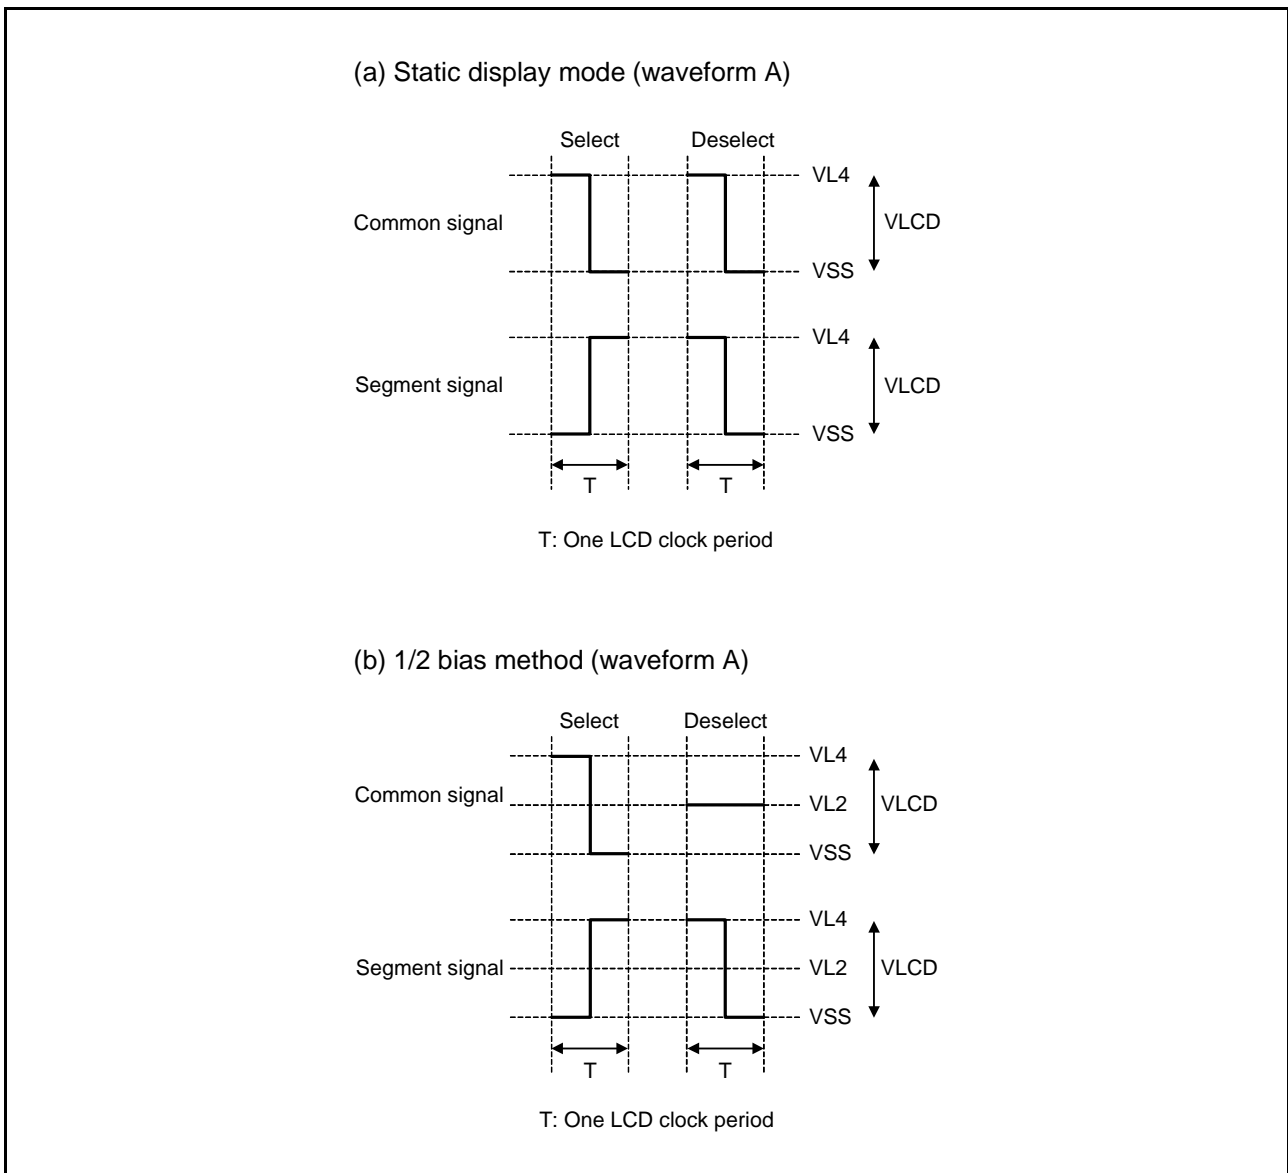 (a) Static display mode (waveform A)
Select
Deselect
VL4
Common signal
VLCD
VSS
VL4
Segment signal
VLCD
VSS
T
T
T: One LCD clock period
(b) 1/2 bias method (waveform A)
Select
Deselect
VL4
Common signal
VL2
VLCD
VSS
VL4
Segment signal
VL2
VLCD
VSS
T
T
T: One LCD clock period